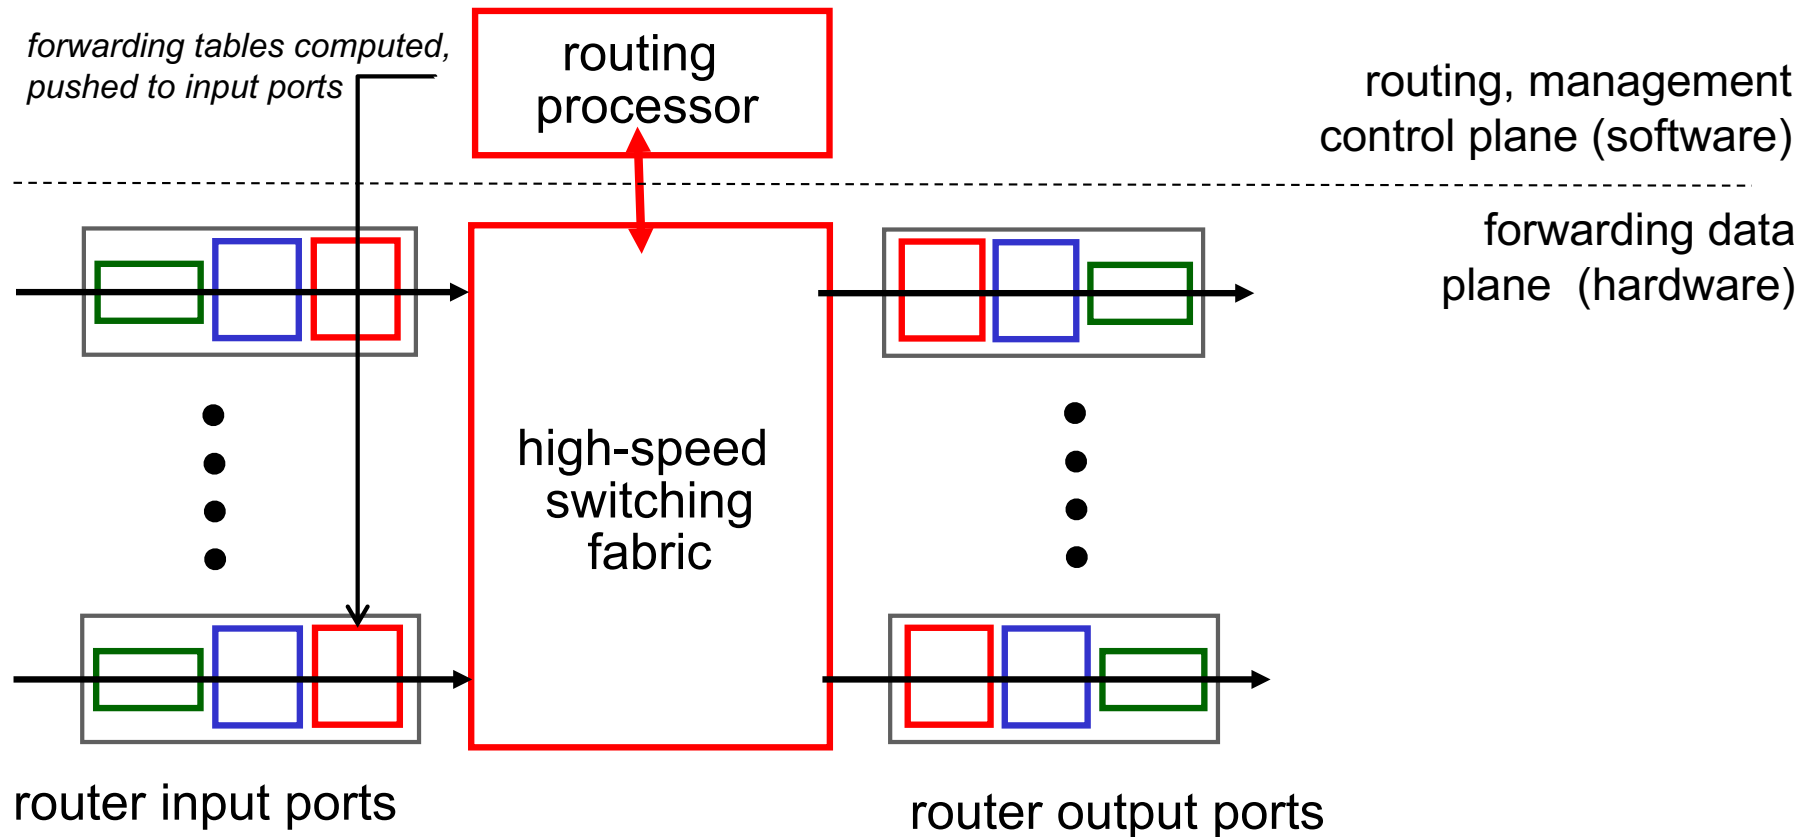 forwarding tables computed,
pushed to input ports
routing
processor
routing, management
control plane (software)
forwarding data
plane (hardware)
high-speed
switching
fabric
router input ports
router output ports